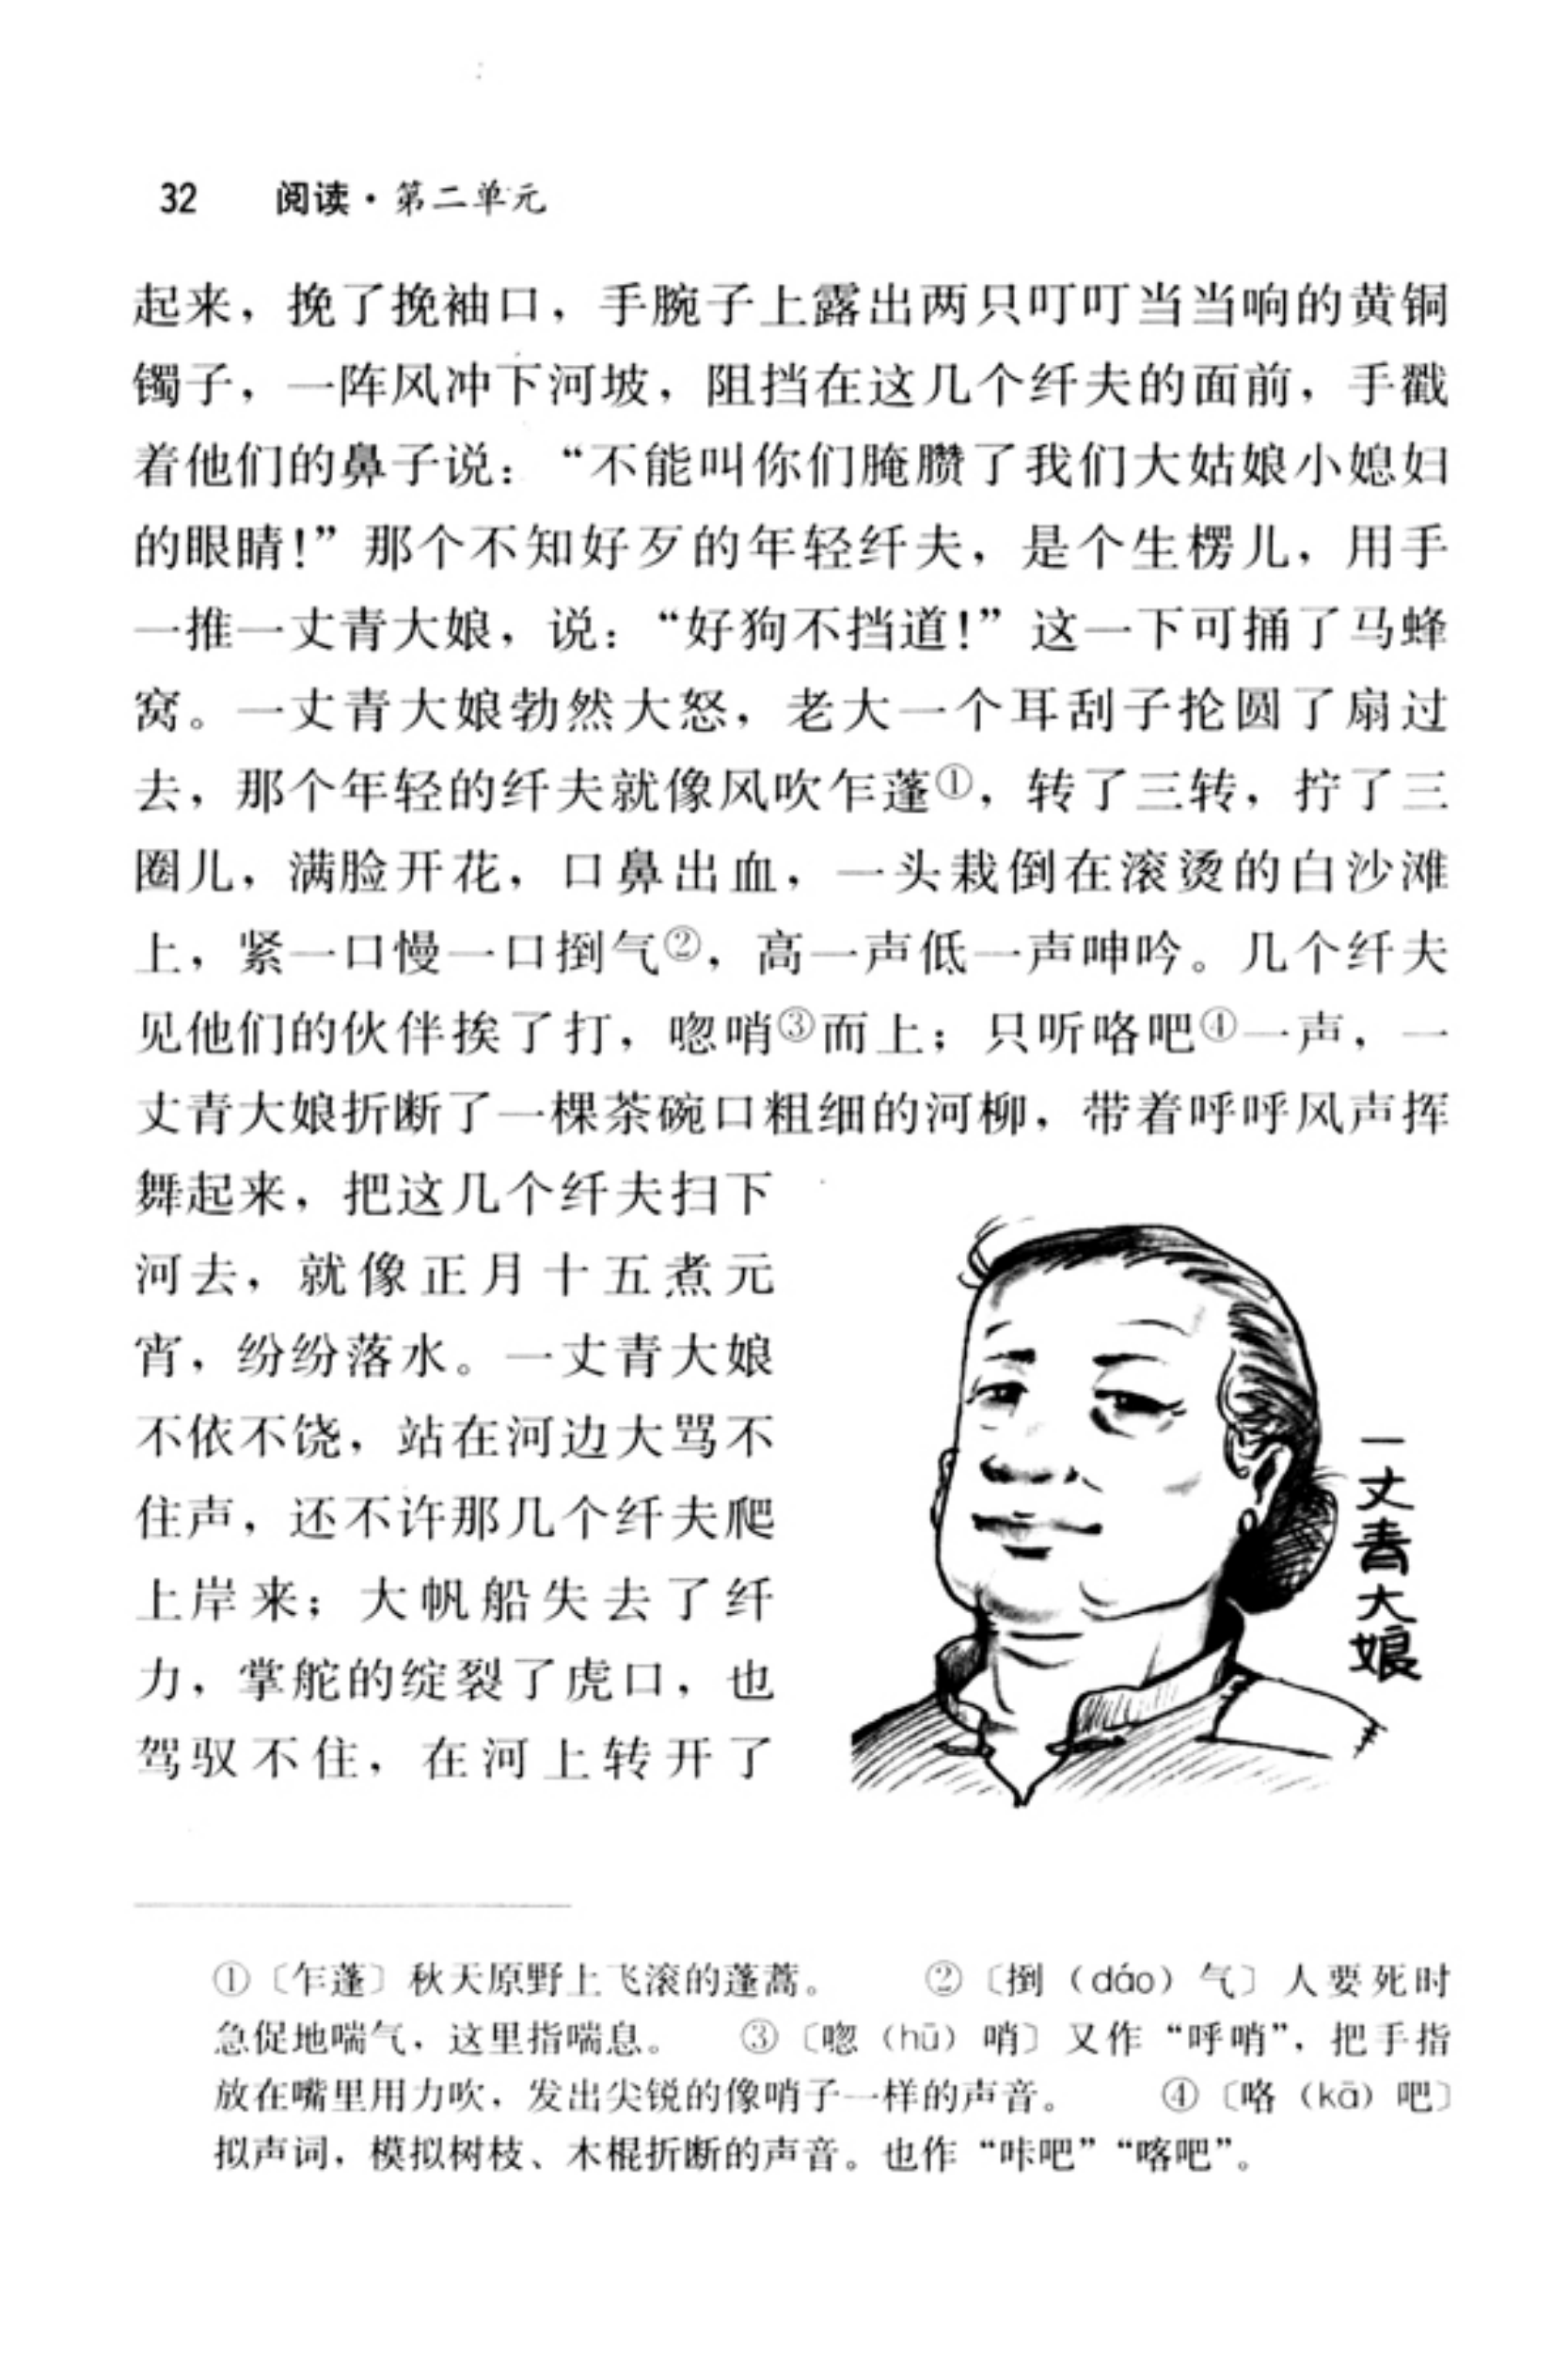 32 阅读·第二单元
起来，挽了挽袖口，手腕子上露出两只叮叮当当响的黄铜
镯子，一阵风冲下河坡，阻挡在这几个纤夫的面前，手戳
着他们的鼻子说：“不能叫你们腌臜了我们大姑娘小媳妇
的眼睛！”那个不知好歹的年轻纤夫，是个生楞儿，用手
一推一丈青大娘，说：“好狗不挡道！”这一下可捅了马蜂
窝。一丈青大娘勃然大怒，老大一个耳刮子抡圆了扇过
去，那个年轻的纤夫就像风吹乍蓬①，转了三转，拧了三
圈儿，满脸开花，口鼻出血，一头栽倒在滚烫的白沙滩
上，紧一口慢一口捯气②，高一声低一声呻吟。几个纤夫
见他们的伙伴挨了打，唿哨③而上；只听咯吧④一声，一
丈青大娘折断了一棵茶碗口粗细的河柳，带着呼呼风声挥
舞起来，把这几个纤夫扫下
河去，就像正月十五煮元
宵，纷纷落水。一丈青大娘
不依不饶，站在河边大骂不
住声，还不许那几个纤夫爬
上岸来；大帆船失去了纤
力，掌舵的绽裂了虎口，也
驾驭不住，在河上转开了
一丈青大娘
①〔乍蓬〕秋天原野上飞滚的蓬蒿。 ②〔捯（dáo）气〕人要死时
急促地喘气，这里指喘息。 ③〔唿（hū）哨〕又作“呼哨”，把手指
放在嘴里用力吹，发出尖锐的像哨子一样的声音。 ④〔咯（kā）吧〕
拟声词，模拟树枝、木棍折断的声音。也作“咔吧”“喀吧”。